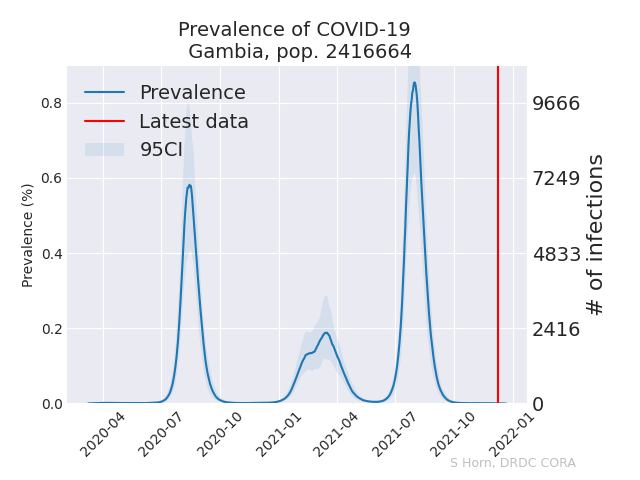 Prevalence of COVID-19
Gambia, pop. 2416664
Prevalence
Latest data
95CI
Prevalence (%)
0.8
0.6
0.4
0.2
0.0
9666
7249
4833
2416
0
# of infections
2020-04
2020-07
2020-10
2021-01
2021-04
2021-07
2021-10
2022-01
S Horn, DRDC CORA